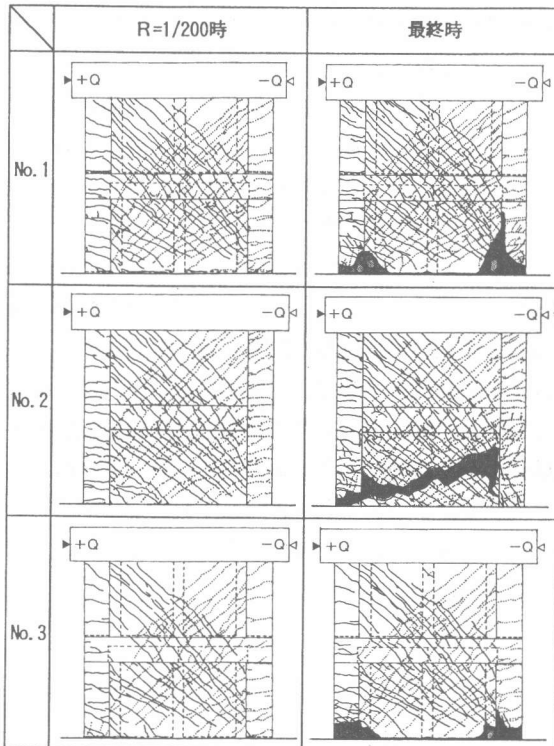 R=1/200時 最終時
No. 1
+Q −Q +Q −Q
No. 2
+Q −Q +Q −Q
No. 3
+Q −Q +Q −Q